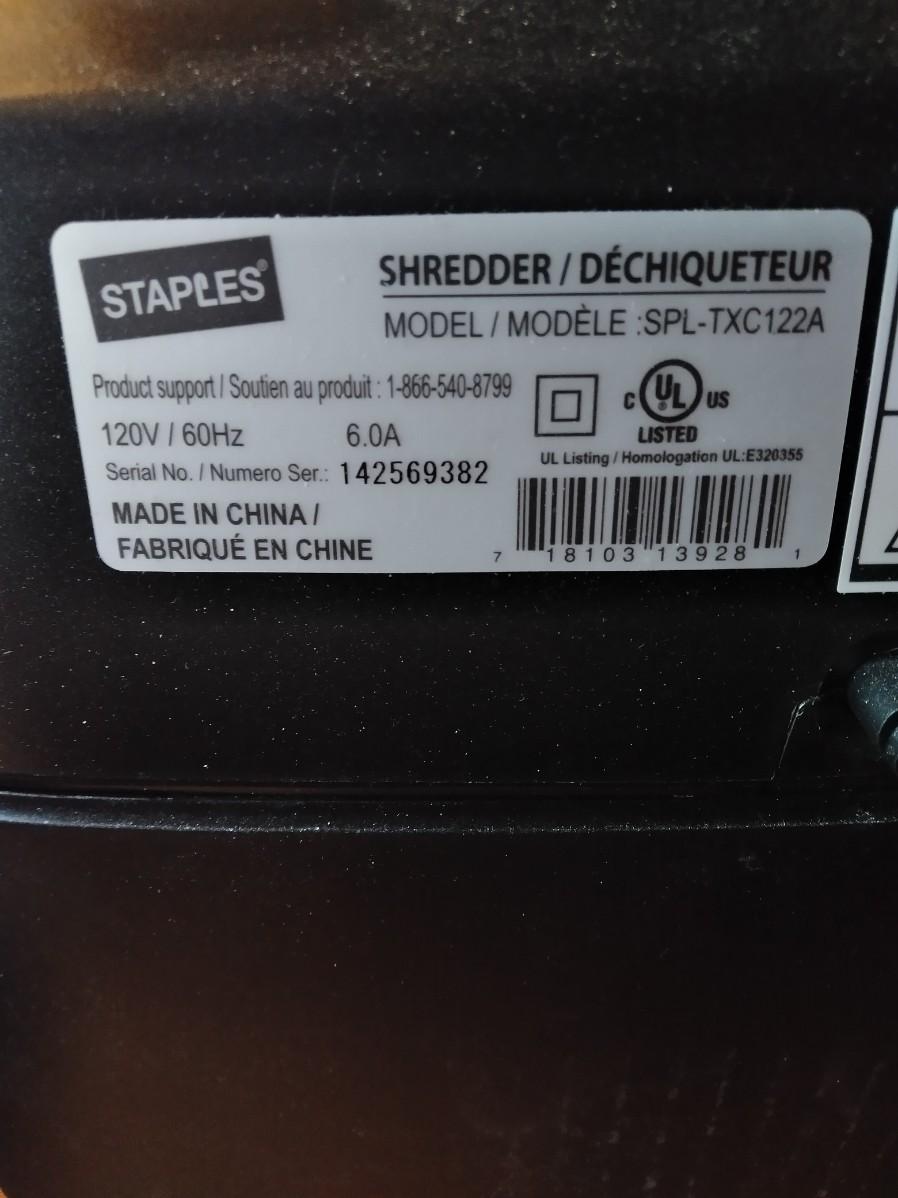 STAPLES®
SHREDDER / DÉCHIQUETEUR
MODEL / MODÈLE :SPL-TXC122A
Product support / Soutien au produit : 1-866-540-8799
120V / 60Hz 6.0A
C UL® US
LISTED
UL Listing / Homologation UL:E320355
Serial No. / Numero Ser.: 142569382
MADE IN CHINA /
FABRIQUÉ EN CHINE
7 18103 13928 1